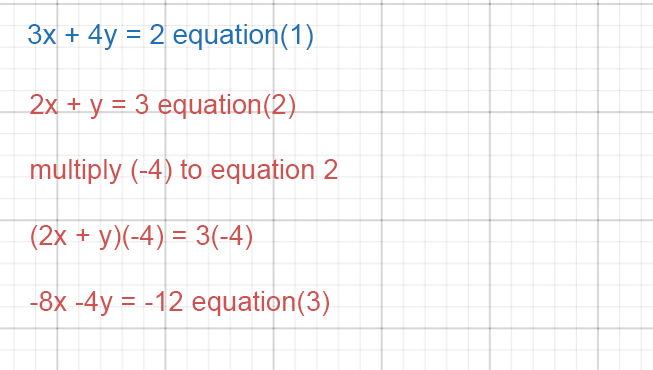 3x + 4y = 2 equation(1)
2x + y = 3 equation(2)
multiply (-4) to equation 2
(2x + y)(-4) = 3(-4)
-8x -4y = -12 equation(3)